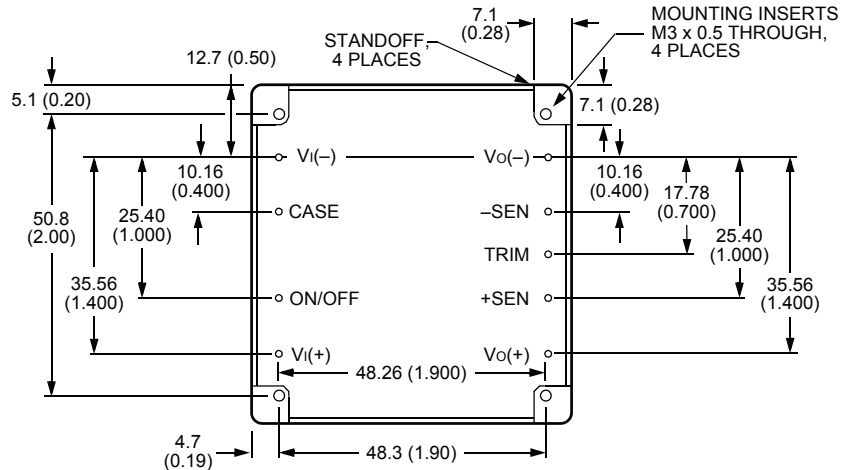 7.1
(0.28)
MOUNTING INSERTS
M3 x 0.5 THROUGH,
4 PLACES
STANDOFF,
4 PLACES
12.7 (0.50)
5.1 (0.20)
7.1 (0.28)
VI(–)
VO(–)
10.16
(0.400)
10.16
(0.400)
17.78
(0.700)
CASE
–SEN
50.8
(2.00)
25.40
(1.000)
25.40
(1.000)
TRIM
35.56
(1.400)
35.56
(1.400)
ON/OFF
+SEN
VI(+)
VO(+)
48.26 (1.900)
4.7
(0.19)
48.3 (1.90)